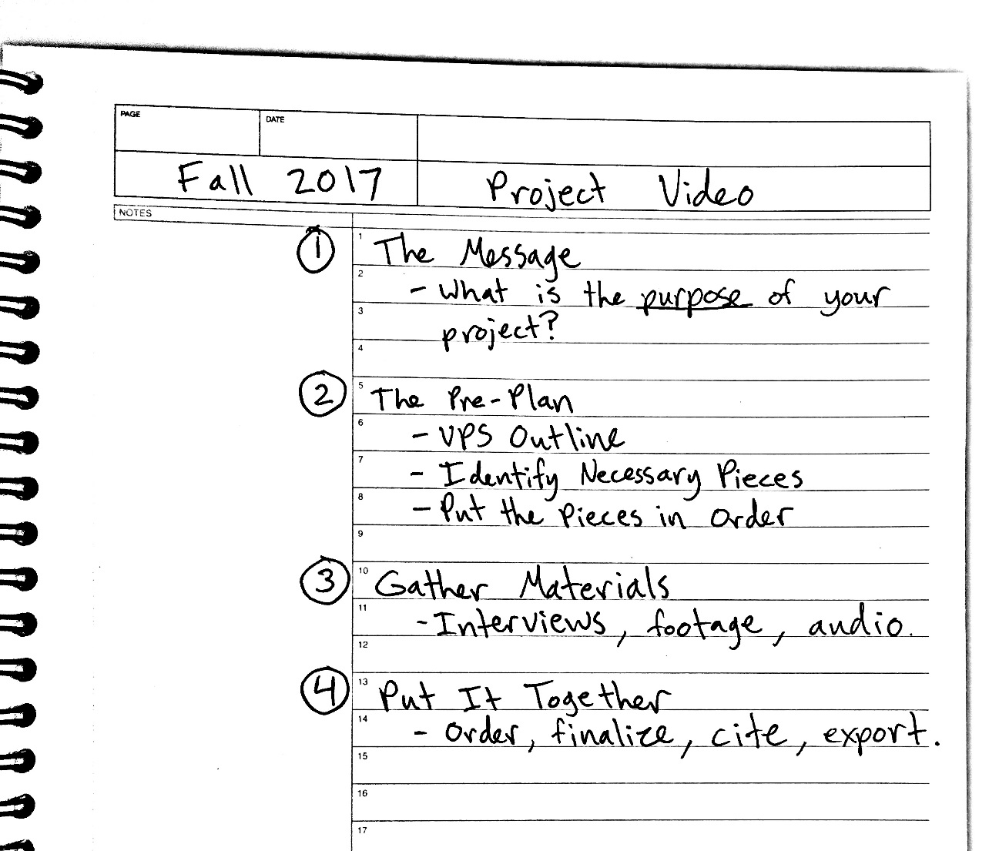 PAGE DATE
Fall 2017 Project Video
NOTES
① 1 The Message
2 - What is the purpose of your
3 project?
4
② 5 The Pre-Plan
6 - VPS Outline
7 - Identify Necessary Pieces
8 - Put the Pieces in Order
9
③ 10 Gather Materials
11 - Interviews, footage, audio.
12
④ 13 Put It Together
14 - Order, finalize, cite, export.
15
16
17